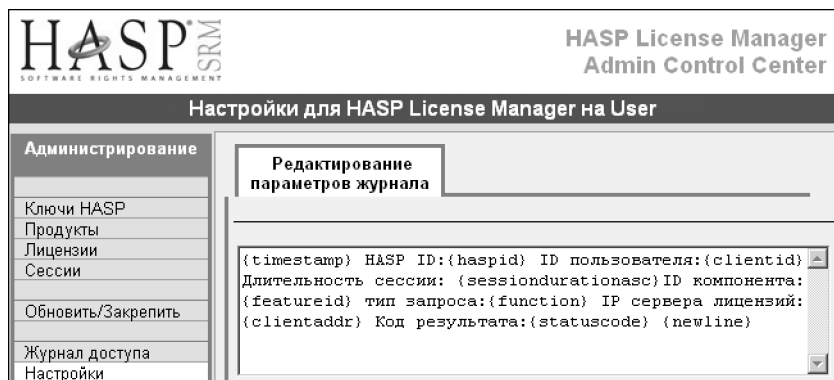 HASP SRM
SOFTWARE RIGHTS MANAGEMENT
HASP License Manager
Admin Control Center
Настройки для HASP License Manager на User
Администрирование
Ключи HASP
Продукты
Лицензии
Сессии
Обновить/Закрепить
Журнал доступа
Настройки
Редактирование
параметров журнала
{timestamp} HASP ID:{haspid} ID пользователя:{clientid}
Длительность сессии: {sessiondurationasc}ID компонента:
{featureid} тип запроса:{function} IP сервера лицензий:
{clientaddr} Код результата:{statuscode} {newline}